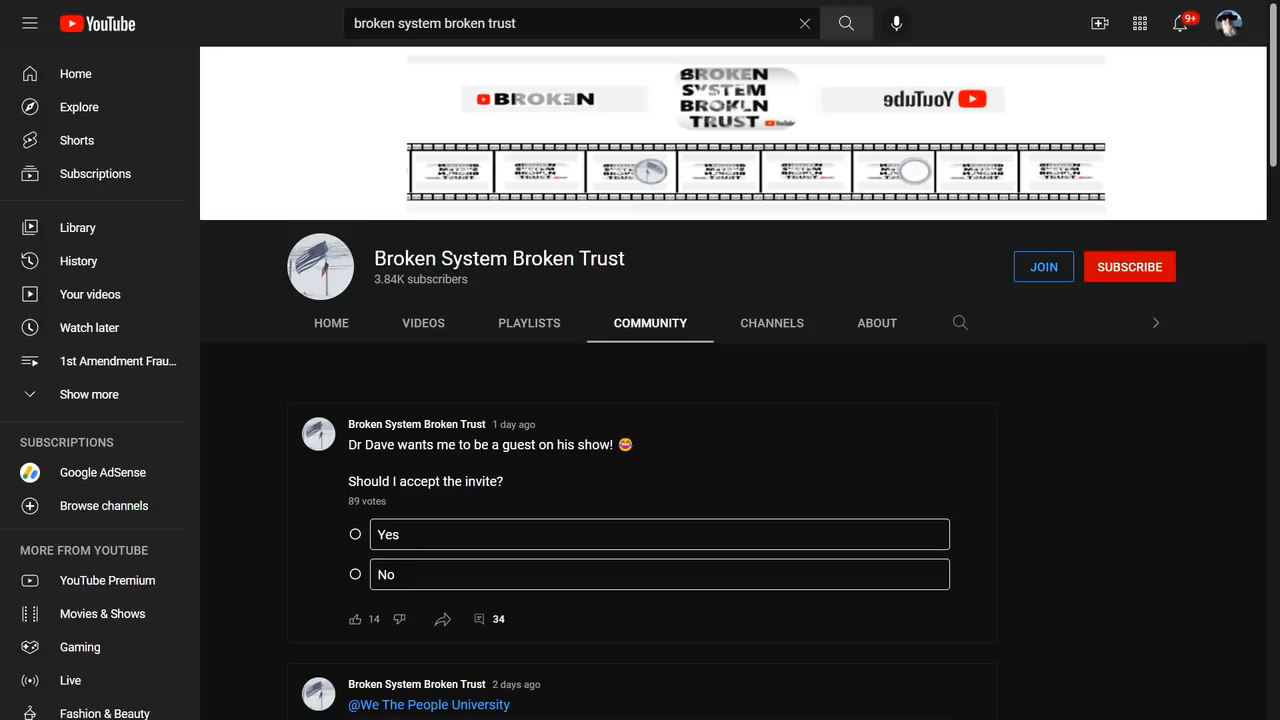 YouTube
broken system broken trust
9+
Home
Explore
Shorts
Subscriptions
Library
History
Your videos
Watch later
1st Amendment Frau...
Show more
SUBSCRIPTIONS
Google AdSense
Browse channels
MORE FROM YOUTUBE
YouTube Premium
Movies & Shows
Gaming
Live
Fashion & Beauty
BROKEN
BROKEN
SYSTEM
BROKEN
TRUST
YouTube
Broken System Broken Trust
3.84K subscribers
JOIN
SUBSCRIBE
HOME
VIDEOS
PLAYLISTS
COMMUNITY
CHANNELS
ABOUT
Broken System Broken Trust 1 day ago
Dr Dave wants me to be a guest on his show! 😂
Should I accept the invite?
89 votes
Yes
No
14
34
Broken System Broken Trust 2 days ago
@We The People University